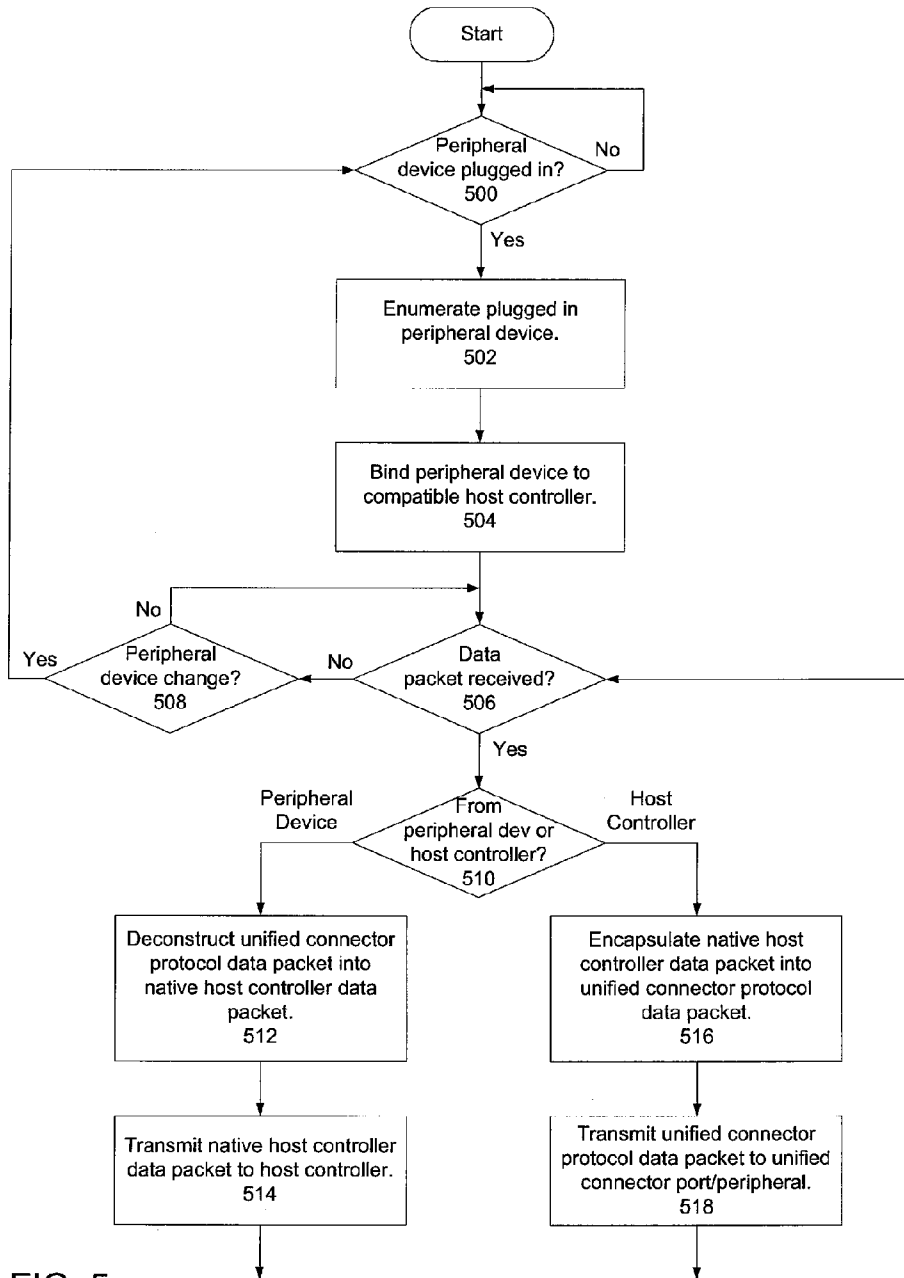 Start
Peripheral
device plugged in?
500
No
Yes
Enumerate plugged in
peripheral device.
502
Bind peripheral device to
compatible host controller.
504
No
Yes
Peripheral
device change?
508
No
Data
packet received?
506
Yes
Peripheral
Device
From
peripheral dev or
host controller?
510
Host
Controller
Deconstruct unified connector
protocol data packet into
native host controller data
packet.
512
Encapsulate native host
controller data packet into
unified connector protocol
data packet.
516
Transmit native host controller
data packet to host controller.
514
Transmit unified connector
protocol data packet to unified
connector port/peripheral.
518
FIG. 5